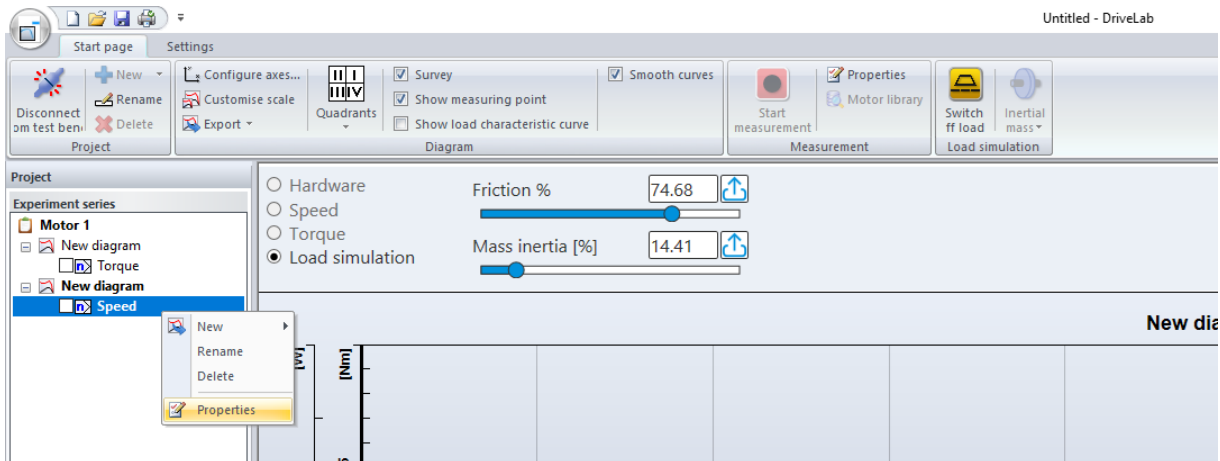 Untitled - DriveLab
Start page Settings
Disconnect
om test ben
New
Rename
Delete
Project
Configure axes...
Customise scale
Export
Quadrants
Survey
Show measuring point
Show load characteristic curve
Smooth curves
Diagram
Start
measurement
Properties
Motor library
Measurement
Switch
ff load
Inertial
mass
Load simulation
Project
Experiment series
Motor 1
New diagram
n Torque
New diagram
n Speed
New
Rename
Delete
Properties
Hardware
Speed
Torque
Load simulation
Friction % 74.68
Mass inertia [%] 14.41
New dia
[W]
[Nm]